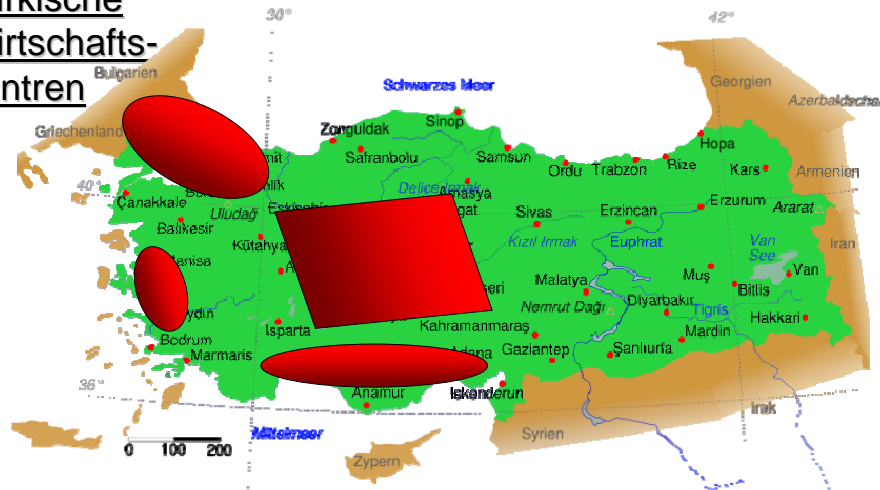 30°
42°
irtschafts-
ntren
Bulgarien
Schwarzes Meer
Georgien
Griechenland
Zonguldak
Sinop
Safranbolu
Samsun
Ordu
Trabzon
Rize
Hopa
Kars
Armenien
40°
Çanakkale
Uludağ
Delice Irmak
Sivas
Erzincan
Erzurum
Ararat
Balıkesir
Kütahya
Kızıl Irmak
Euphrat
Van
See
Iran
Malatya
Muş
Van
Bitlis
Nemrut Dağı
Diyarbakır
Tigris
Hakkari
Isparta
Kahramanmaraş
Mardin
Bodrum
Marmaris
Gaziantep
Şanlıurfa
36°
Anamur
Iskenderun
Irak
Mittelmeer
Syrien
Zypern
0 100 200